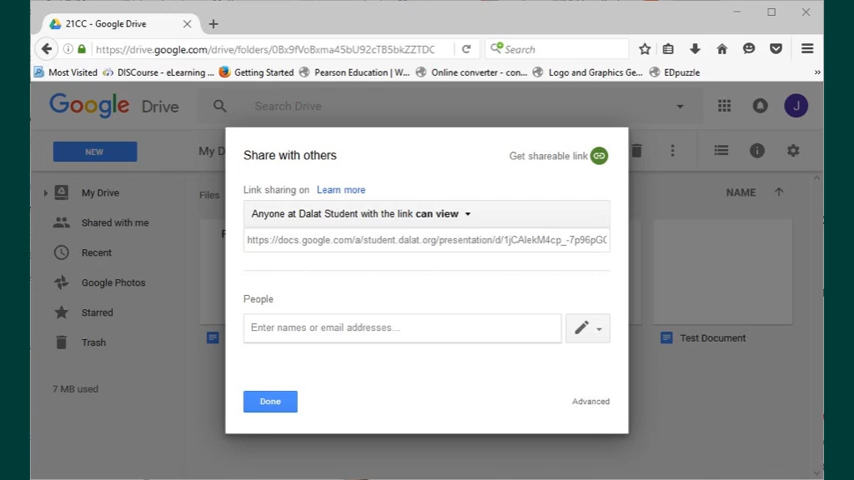 21CC - Google Drive
https://drive.google.com/drive/folders/0Bx9fVoBxma45bU92cTB5bkZZTDC
Search
Most Visited
DISCourse - eLearning ...
Getting Started
Pearson Education | W...
Online converter - con...
Logo and Graphics Ge...
EDpuzzle
Google Drive
Search Drive
J
NEW
My D
My Drive
Shared with me
Recent
Google Photos
Starred
Trash
7 MB used
Files
NAME
Test Document
Share with others
Get shareable link
Link sharing on Learn more
Anyone at Dalat Student with the link can view
https://docs.google.com/a/student.dalat.org/presentation/d/1jCAIekM4cp_-7p96pG0
People
Enter names or email addresses...
Done
Advanced